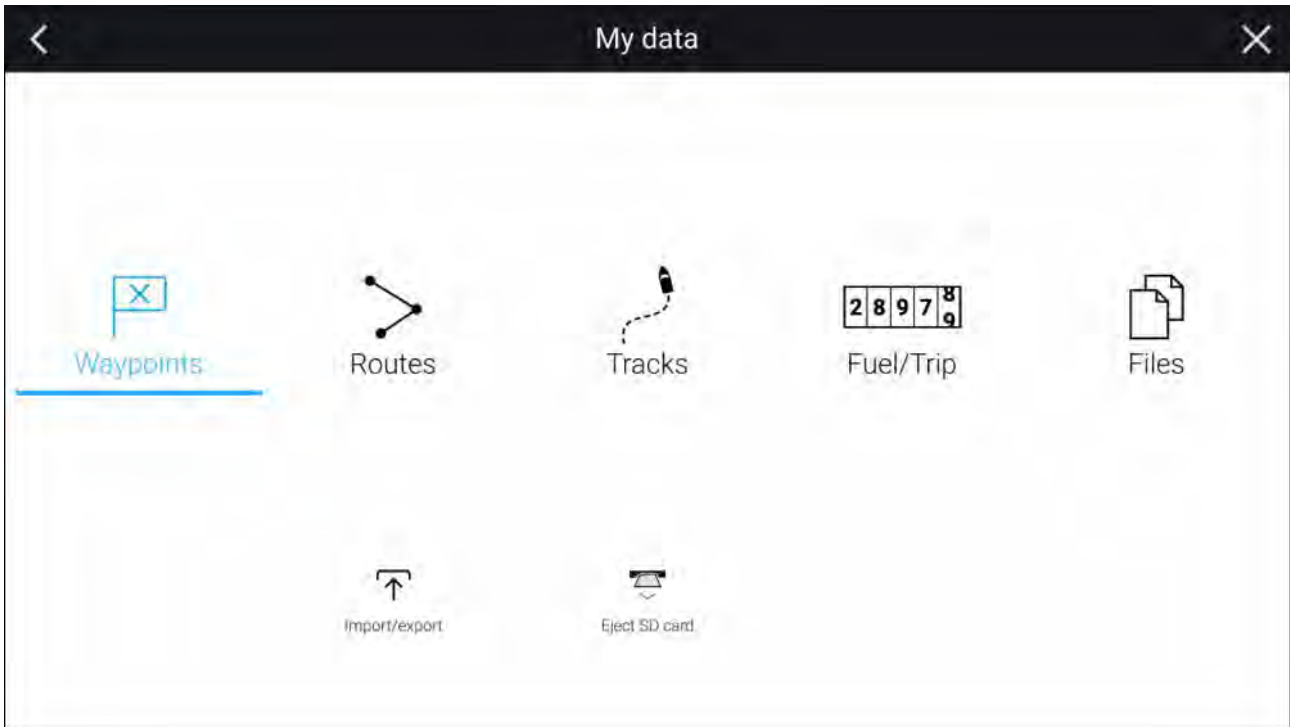 My data
Waypoints
Routes
Tracks
2 8 9 7 8 9
Fuel/Trip
Files
Import/export
Eject SD card